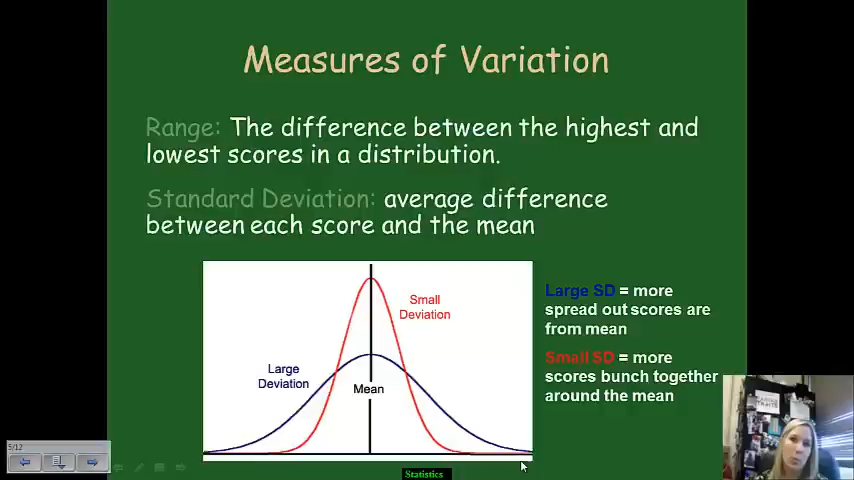 Measures of Variation
Range: The difference between the highest and
lowest scores in a distribution.
Standard Deviation: average difference
between each score and the mean
Small
Deviation
Large
Deviation
Mean
Large SD = more
spread out scores are
from mean
Small SD = more
scores bunch together
around the mean
5/12
Statistics